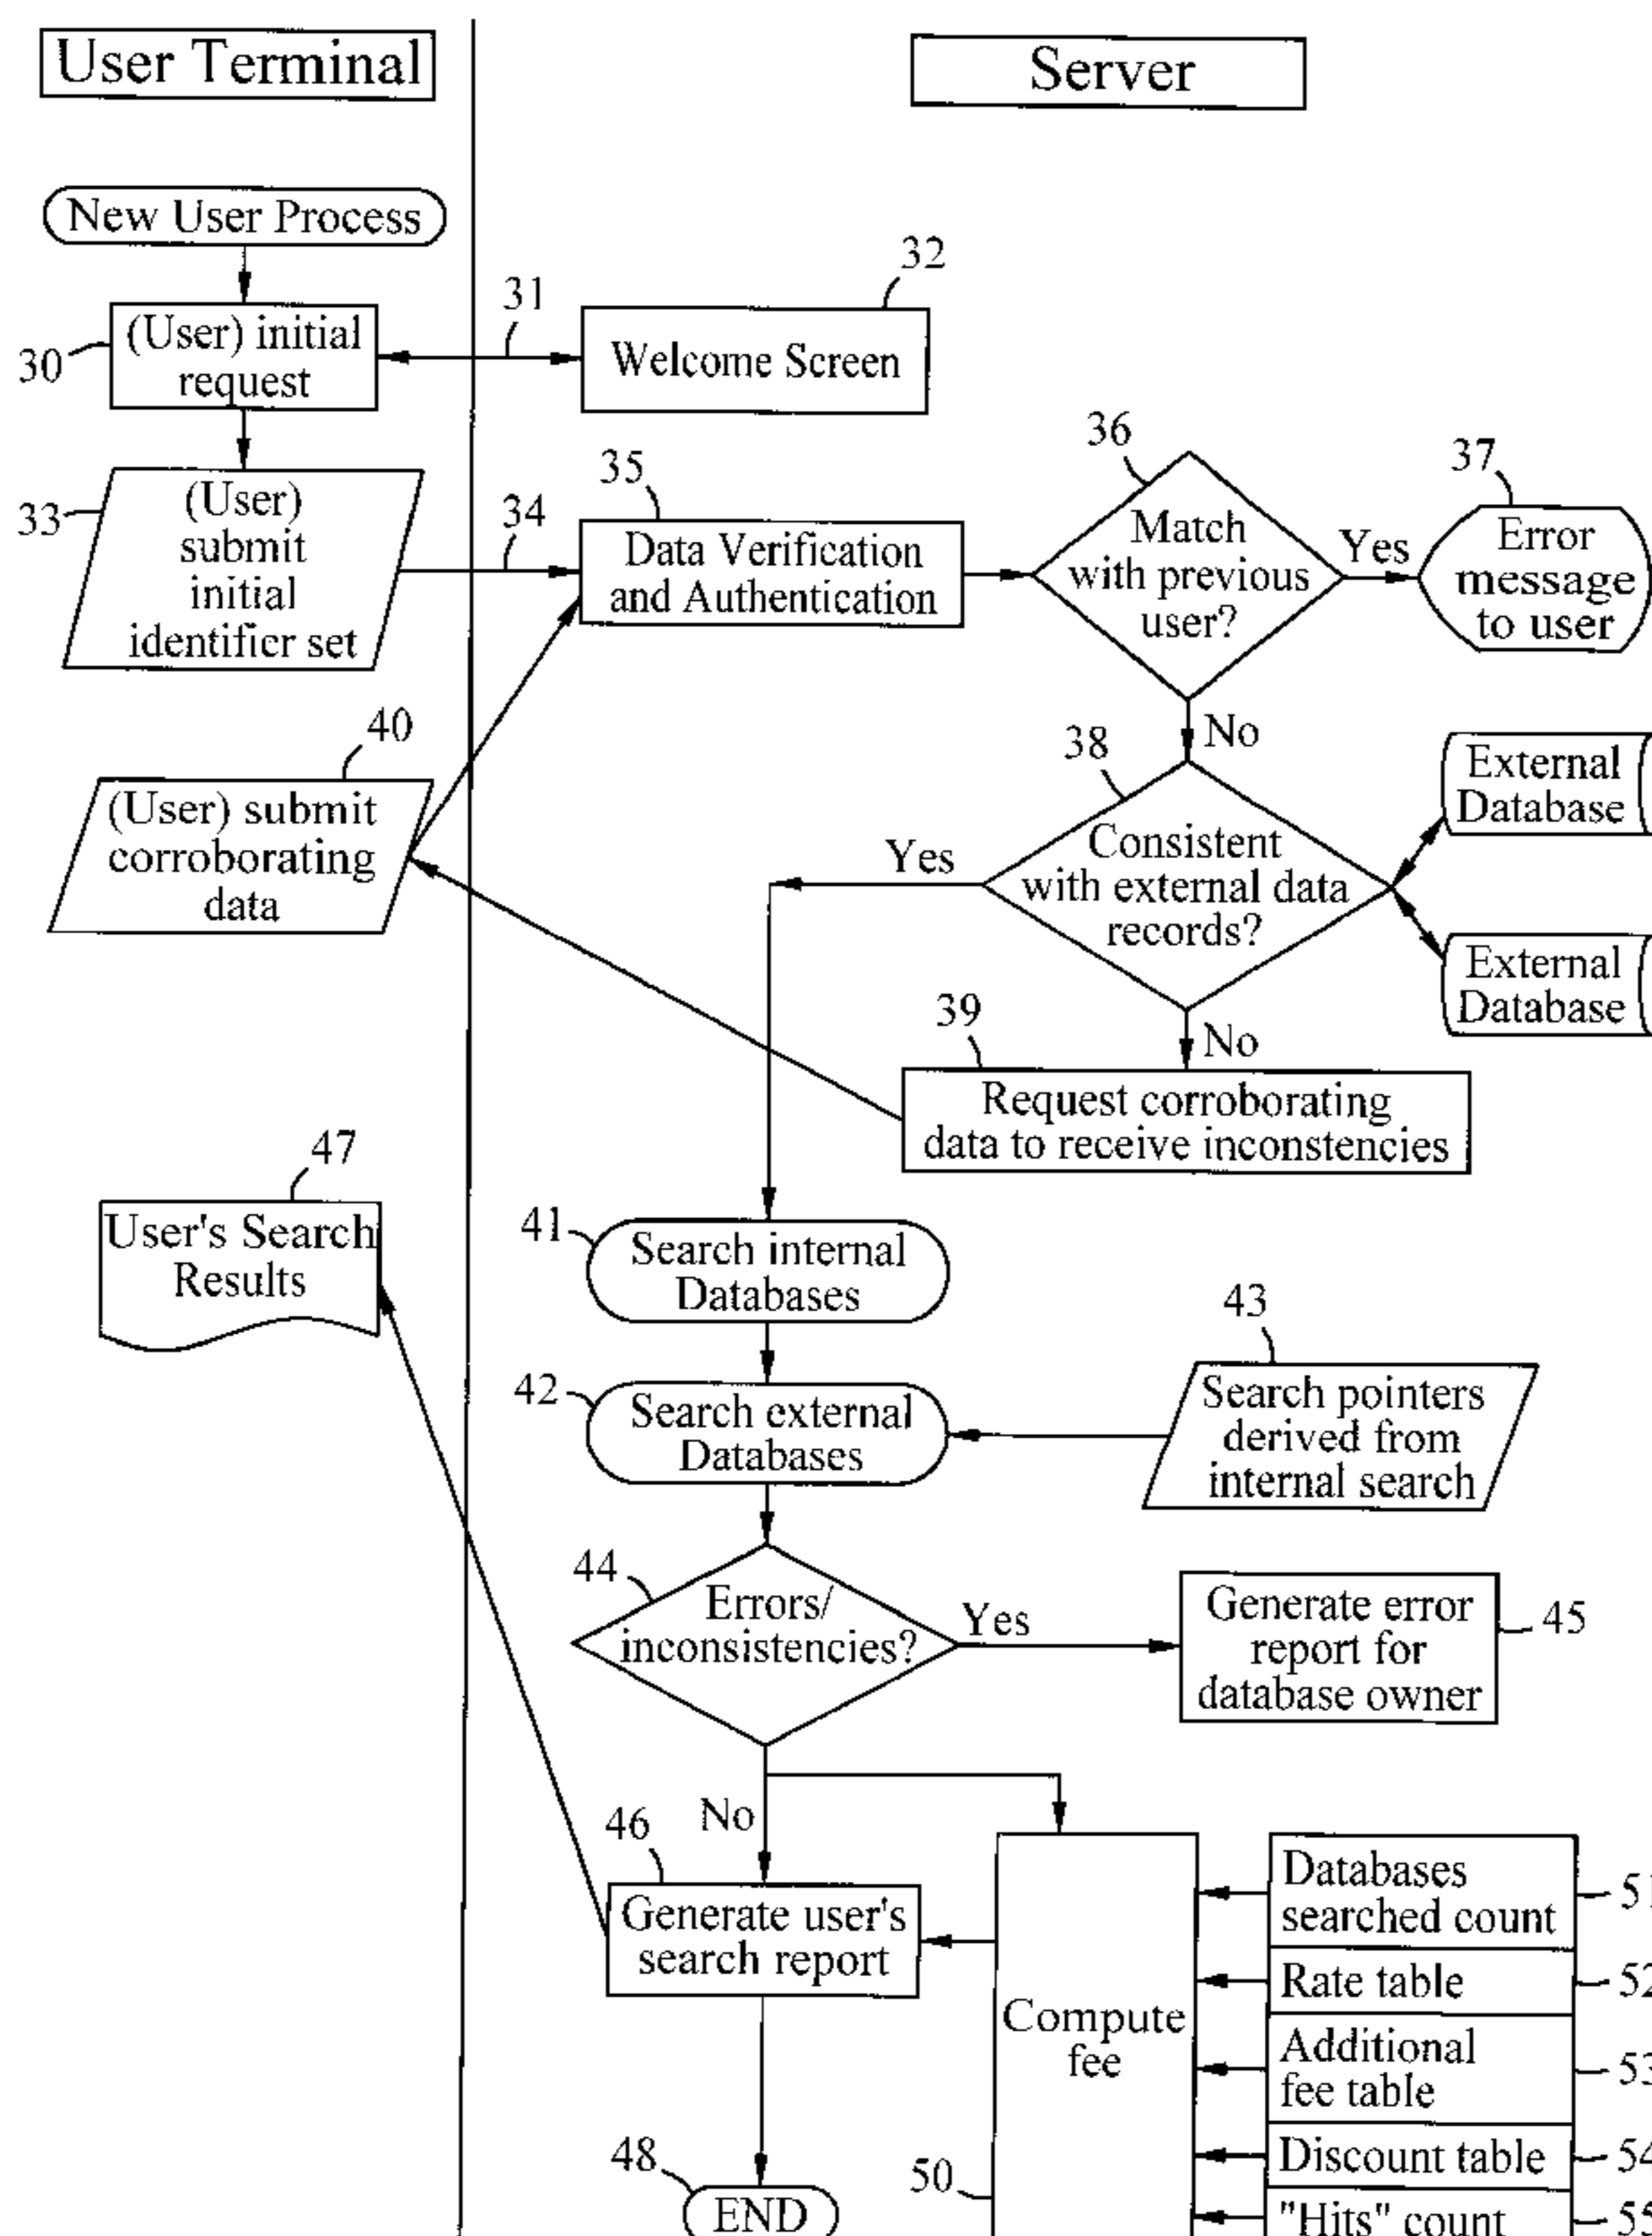 User Terminal
Server
New User Process
30
(User) initial
request
31
32
Welcome Screen
33
(User)
submit
initial
identifier set
34
35
Data Verification
and Authentication
36
Match
with previous
user?
Yes
37
Error
message
to user
No
40
(User) submit
corroborating
data
38
Consistent
with external data
records?
Yes
External
Database
External
Database
No
39
Request corroborating
data to receive inconstencies
47
User's Search
Results
41
Search internal
Databases
42
Search external
Databases
43
Search pointers
derived from
internal search
44
Errors/
inconsistencies?
Yes
Generate error
report for
database owner
45
No
46
Generate user's
search report
48
END
50
Compute
fee
Databases
searched count
51
Rate table
52
Additional
fee table
53
Discount table
54
"Hits" count
55